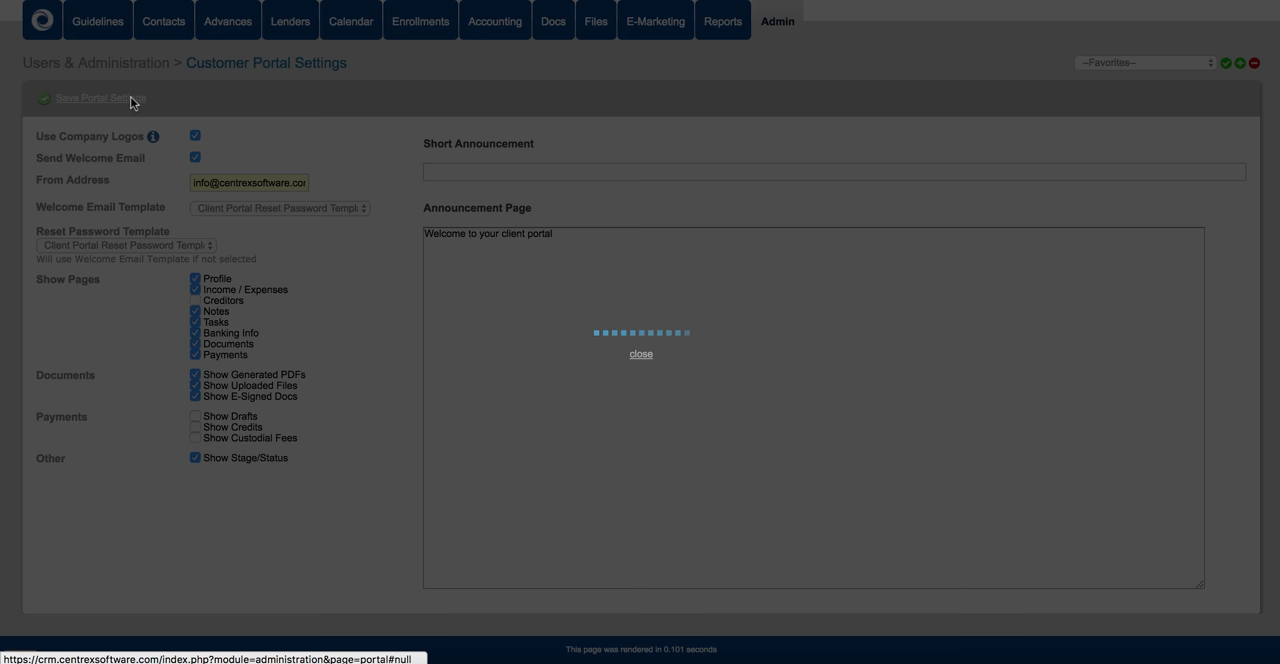 Guidelines Contacts Advances Lenders Calendar Enrollments Accounting Docs Files E-Marketing Reports Admin
Users & Administration > Customer Portal Settings
--Favorites--
Save Portal Settings
Use Company Logos
Send Welcome Email
From Address info@centrexsoftware.cor
Welcome Email Template Client Portal Reset Password Templ
Reset Password Template
Client Portal Reset Password Templ
Will use Welcome Email Template if not selected
Show Pages
Profile
Income / Expenses
Creditors
Notes
Tasks
Banking Info
Documents
Payments
Documents
Show Generated PDFs
Show Uploaded Files
Show E-Signed Docs
Payments
Show Drafts
Show Credits
Show Custodial Fees
Other
Show Stage/Status
Short Announcement
Announcement Page
Welcome to your client portal
close
This page was rendered in 0.101 seconds
https://crm.centrexsoftware.com/index.php?module=administration&page=portal#null